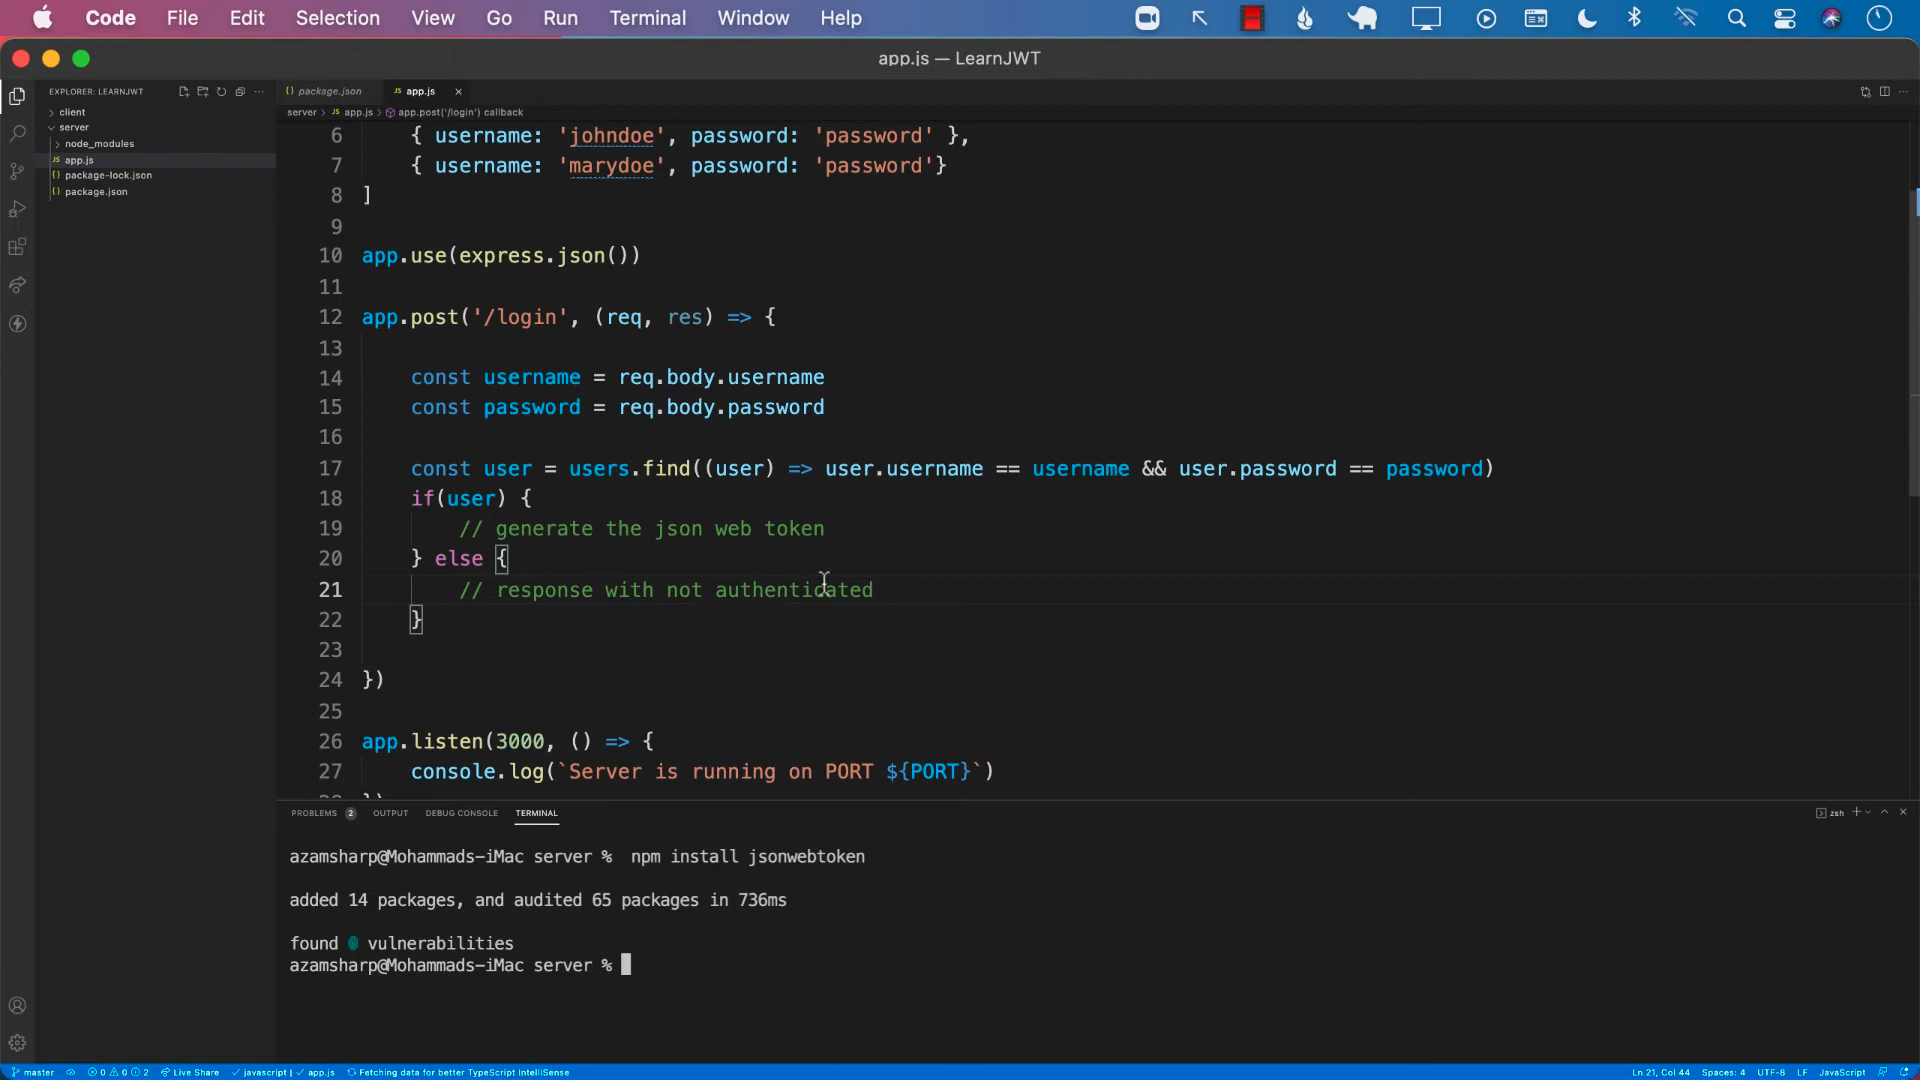 Code File Edit Selection View Go Run Terminal Window Help
app.js — LearnJWT
EXPLORER: LEARNJWT
client
server
node_modules
JS app.js
{} package-lock.json
{} package.json
{} package.json
JS app.js
server > JS app.js > app.post('/login') callback
6 { username: 'johndoe', password: 'password' },
7 { username: 'marydoe', password: 'password'}
8 ]
9
10 app.use(express.json())
11
12 app.post('/login', (req, res) => {
13
14 const username = req.body.username
15 const password = req.body.password
16
17 const user = users.find((user) => user.username == username && user.password == password)
18 if(user) {
19 // generate the json web token
20 } else {
21 // response with not authenticated
22 }
23
24 })
25
26 app.listen(3000, () => {
27 console.log(`Server is running on PORT ${PORT}`)
PROBLEMS 2 OUTPUT DEBUG CONSOLE TERMINAL
zsh
azamsharp@Mohammads-iMac server % npm install jsonwebtoken
added 14 packages, and audited 65 packages in 736ms
found 0 vulnerabilities
azamsharp@Mohammads-iMac server %
master 0 0 2 Live Share javascript | app.js Fetching data for better TypeScript IntelliSense
Ln 21, Col 44 Spaces: 4 UTF-8 LF JavaScript